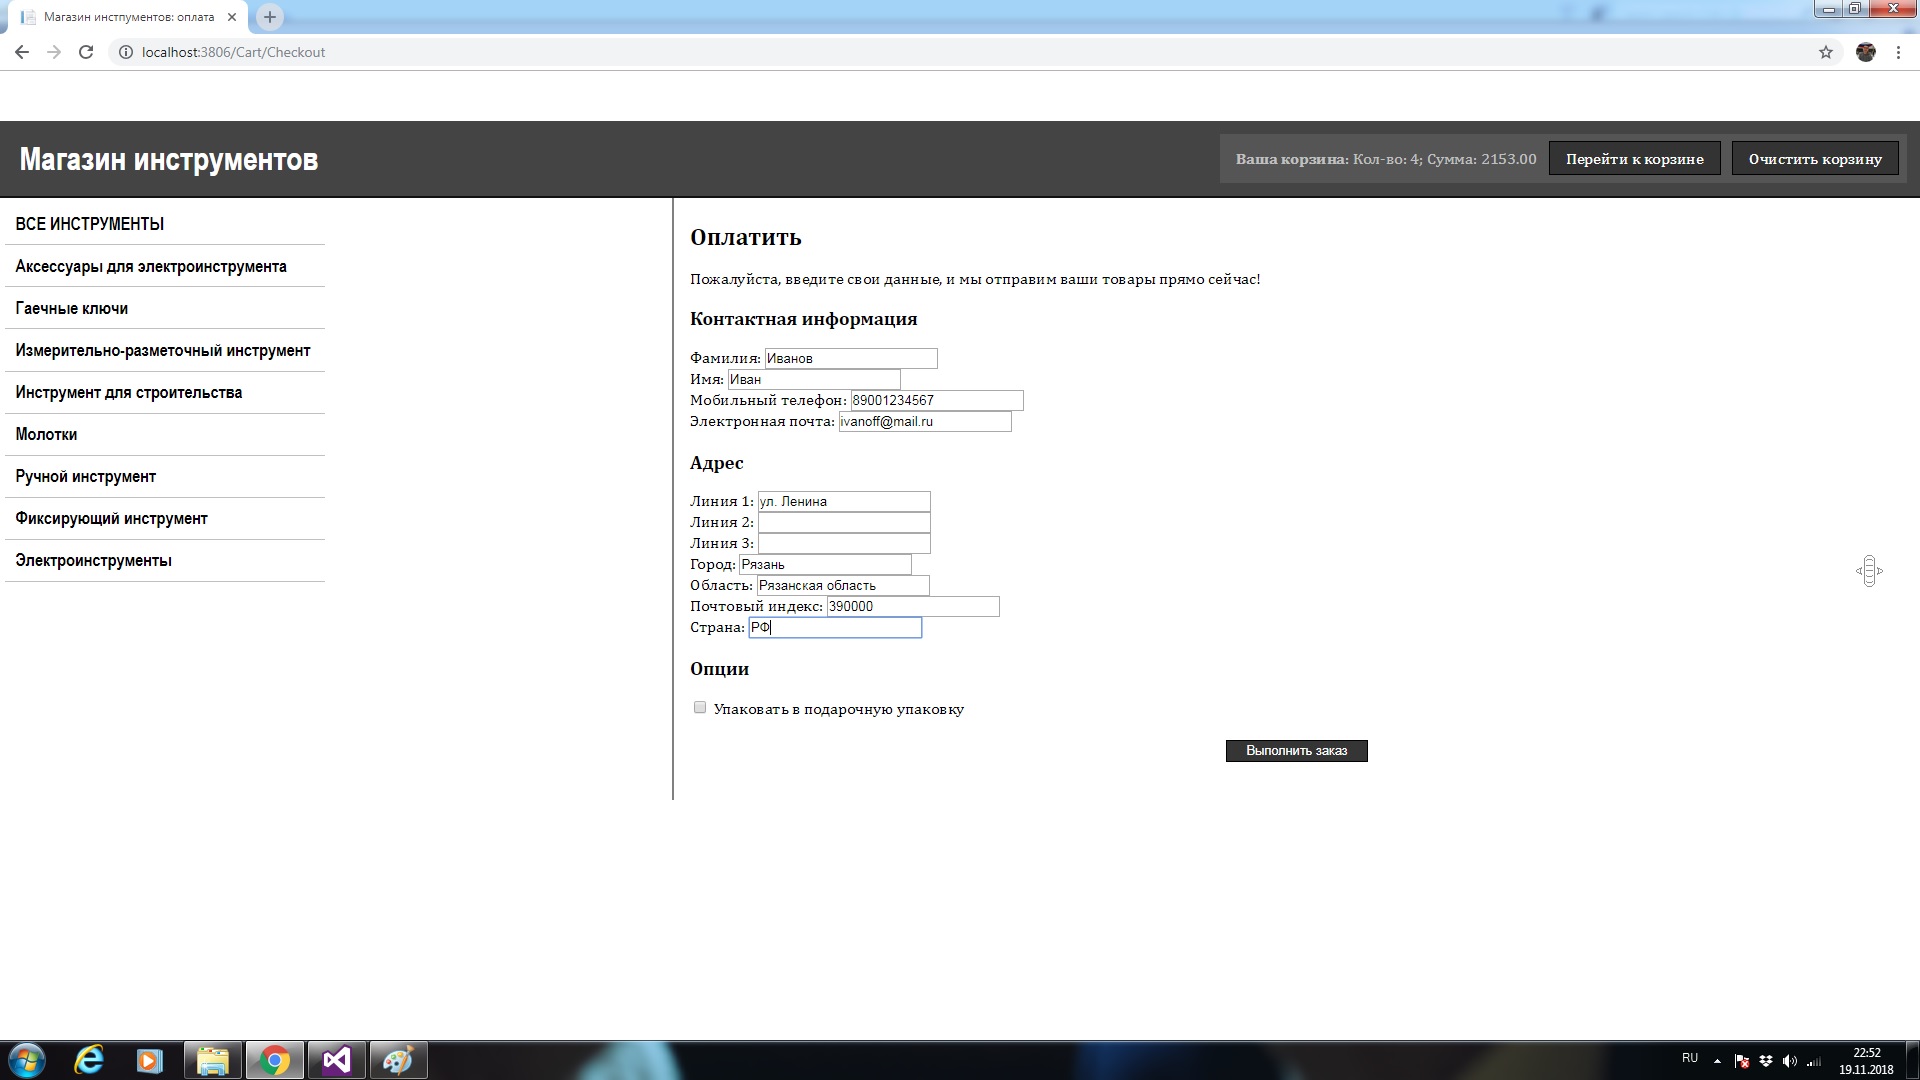 Магазин инстпументов: оплата
localhost:3806/Cart/Checkout
Магазин инструментов
Ваша корзина: Кол-во: 4; Сумма: 2153.00
Перейти к корзине
Очистить корзину
ВСЕ ИНСТРУМЕНТЫ
Аксессуары для электроинструмента
Гаечные ключи
Измерительно-разметочный инструмент
Инструмент для строительства
Молотки
Ручной инструмент
Фиксирующий инструмент
Электроинструменты
Оплатить
Пожалуйста, введите свои данные, и мы отправим ваши товары прямо сейчас!
Контактная информация
Фамилия: Иванов
Имя: Иван
Мобильный телефон: 89001234567
Электронная почта: ivanoff@mail.ru
Адрес
Линия 1: ул. Ленина
Линия 2:
Линия 3:
Город: Рязань
Область: Рязанская область
Почтовый индекс: 390000
Страна: РФ
Опции
Упаковать в подарочную упаковку
Выполнить заказ
RU
22:52
19.11.2018